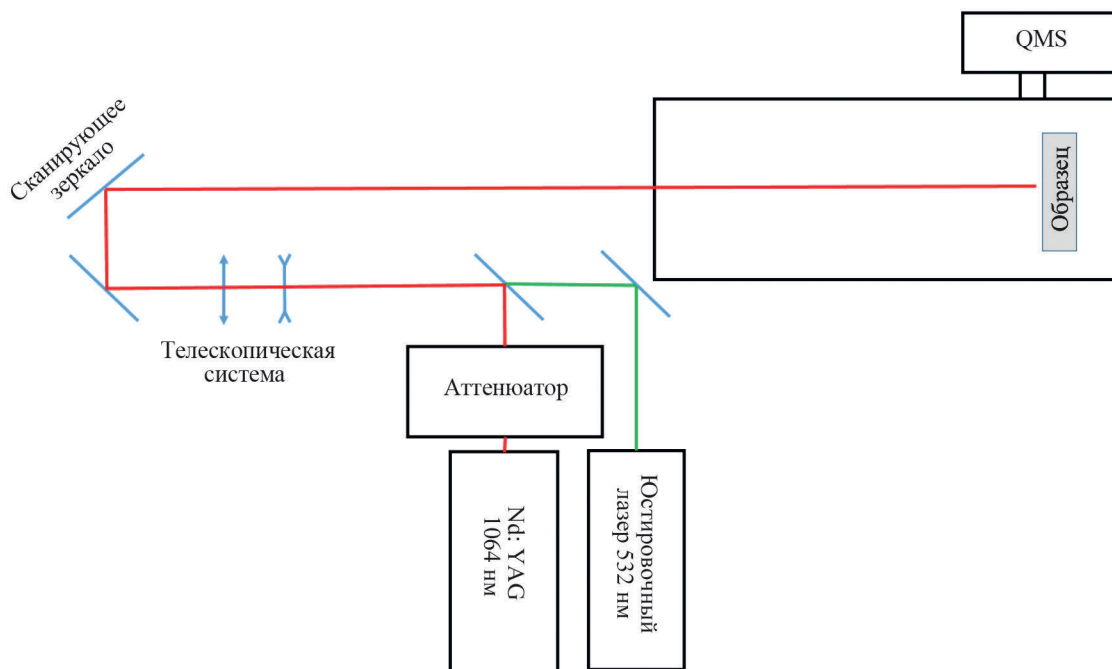 QMS
Сканирующее
зеркало
Образец
Телескопическая
система
Аттенюатор
Nd: YAG
1064 нм
Юстировочный
лазер 532 нм